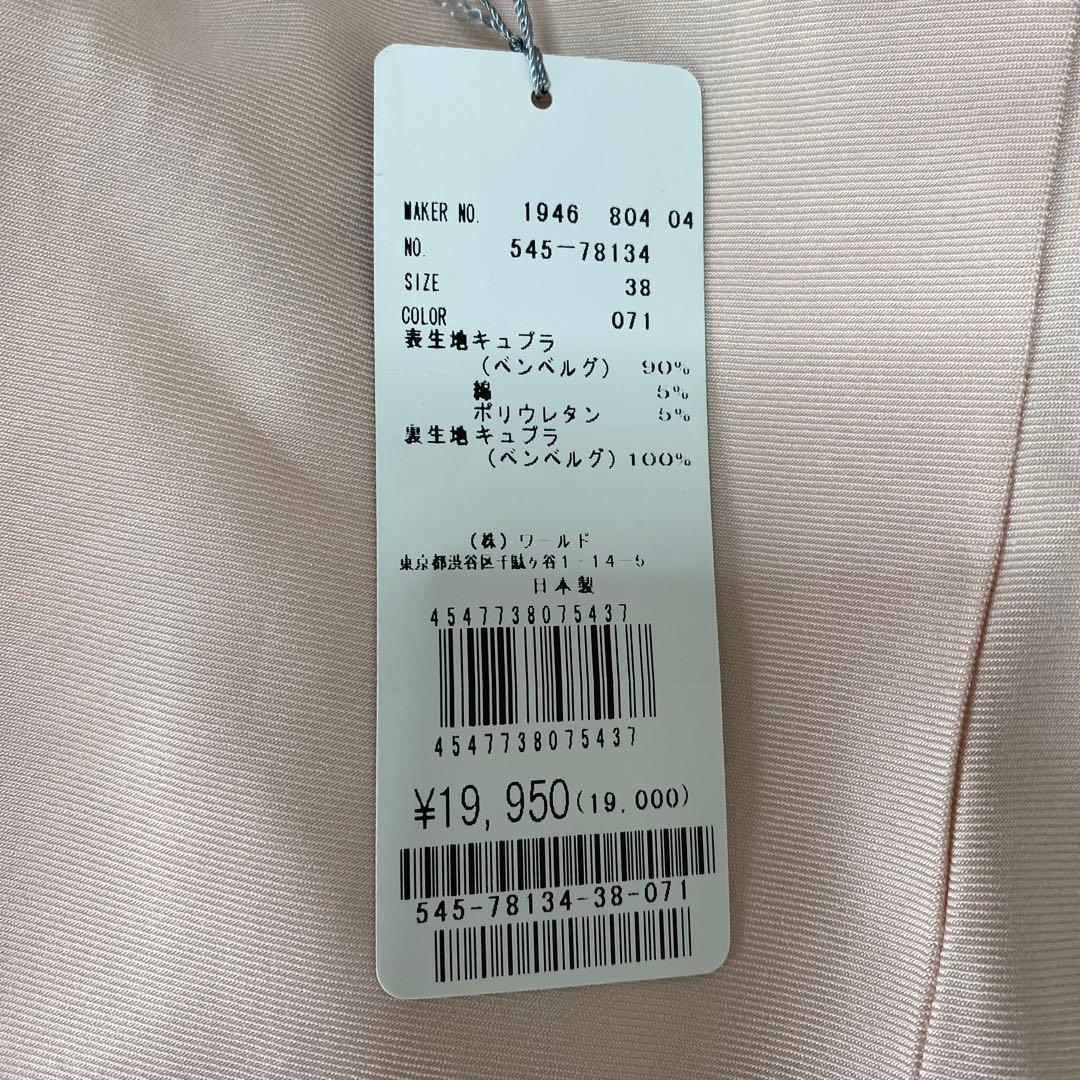 MAKER NO. 1946 804 04
NO. 545-78134
SIZE 38
COLOR 071
表生地キュプラ
(ベンベルグ) 90%
綿 5%
ポリウレタン 5%
裏生地キュプラ
(ベンベルグ) 100%
(株)ワールド
東京都渋谷区千駄ヶ谷1-14-5
日本製
4547738075437
4547738075437
¥19,950(19,000)
545-78134-38-071